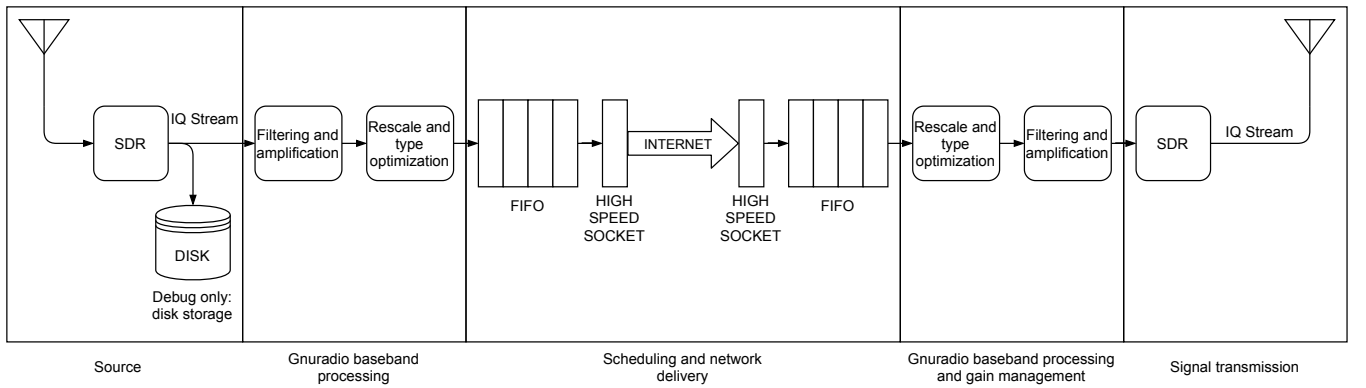 SDR
IQ Stream
DISK
Debug only:
disk storage
Filtering and
amplification
Rescale and
type
optimization
FIFO
HIGH
SPEED
SOCKET
INTERNET
HIGH
SPEED
SOCKET
FIFO
Rescale and
type
optimization
Filtering and
amplification
SDR
IQ Stream
Source
Gnuradio baseband
processing
Scheduling and network
delivery
Gnuradio baseband processing
and gain management
Signal transmission